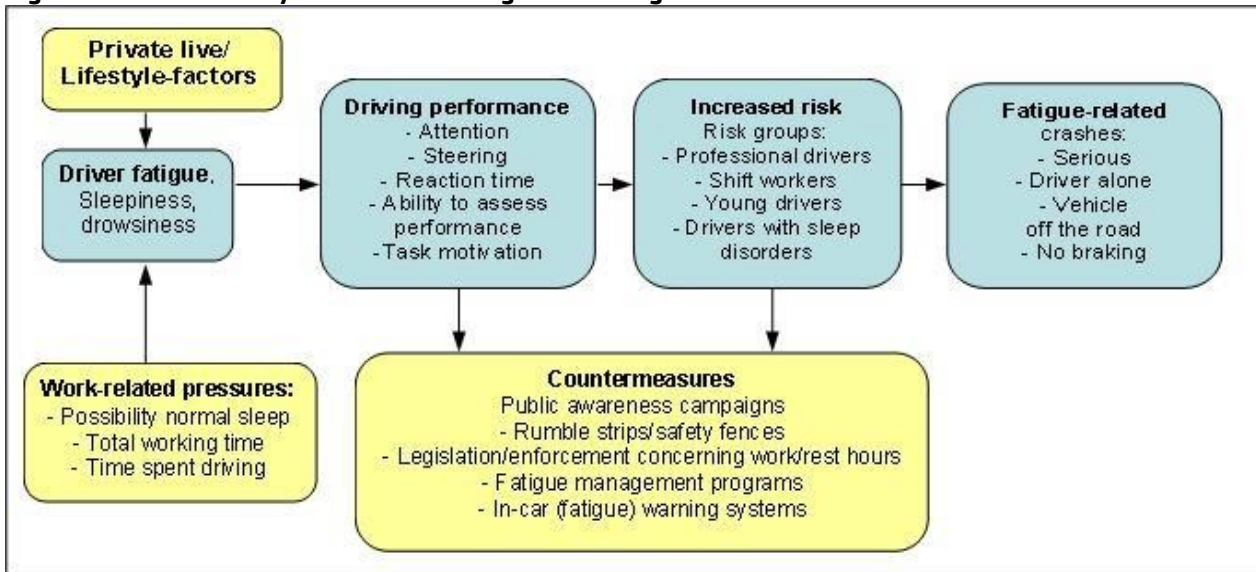 Private live/
Lifestyle-factors
Driver fatigue,
Sleepiness,
drowsiness
Work-related pressures:
- Possibility normal sleep
- Total working time
- Time spent driving
Driving performance
- Attention
- Steering
- Reaction time
- Ability to assess
performance
- Task motivation
Increased risk
Risk groups:
- Professional drivers
- Shift workers
- Young drivers
- Drivers with sleep
disorders
Fatigue-related
crashes:
- Serious
- Driver alone
- Vehicle
off the road
- No braking
Countermeasures
Public awareness campaigns
- Rumble strips/safety fences
- Legislation/enforcement concerning work/rest hours
- Fatigue management programs
- In-car (fatigue) warning systems